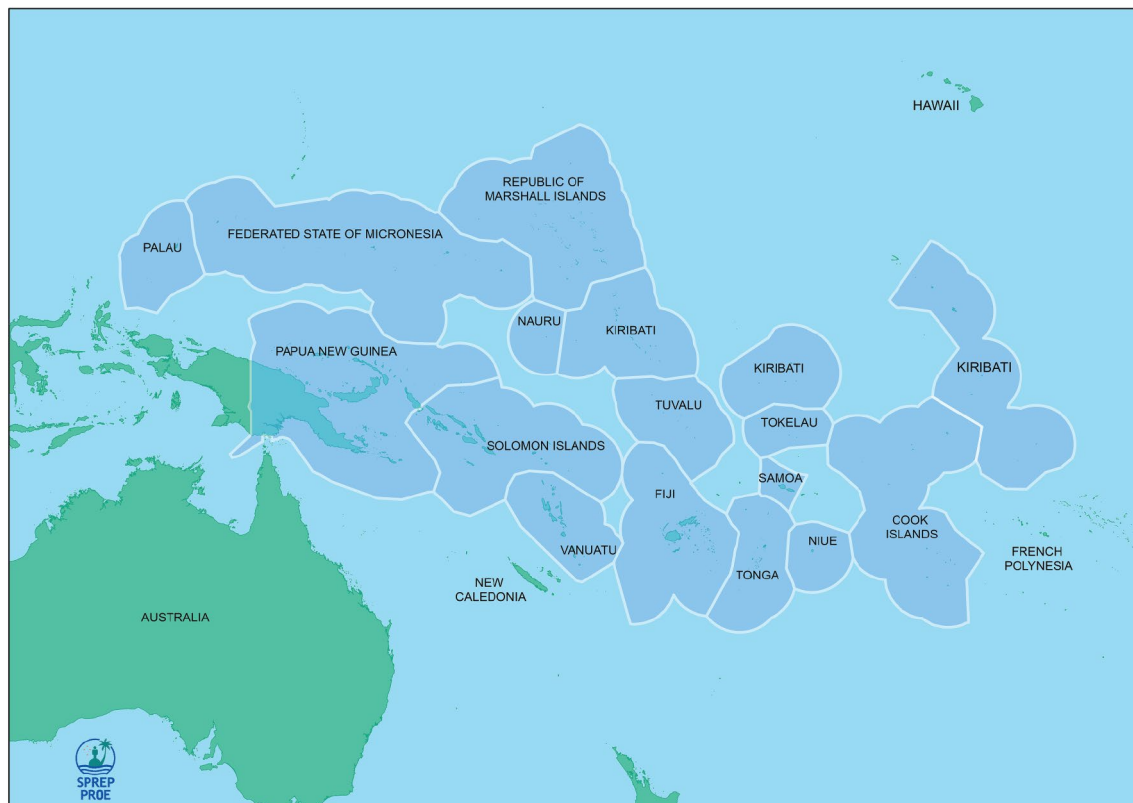 HAWAII
REPUBLIC OF
MARSHALL ISLANDS
PALAU
FEDERATED STATE OF MICRONESIA
NAURU
KIRIBATI
PAPUA NEW GUINEA
KIRIBATI
KIRIBATI
TUVALU
TOKELAU
SOLOMON ISLANDS
SAMOA
FIJI
COOK
ISLANDS
NIUE
VANUATU
FRENCH
POLYNESIA
TONGA
NEW
CALEDONIA
AUSTRALIA
SPREP
PROE